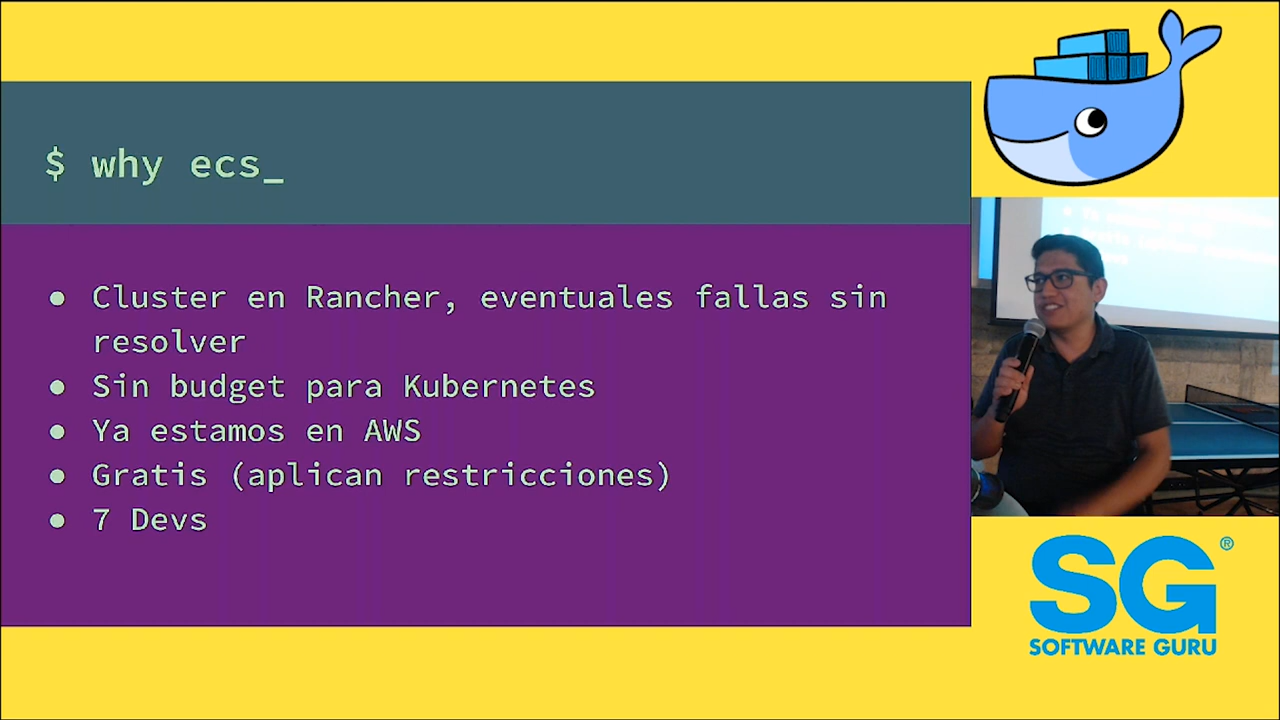 $ why ecs_
● Cluster en Rancher, eventuales fallas sin
resolver
● Sin budget para Kubernetes
● Ya estamos en AWS
● Gratis (aplican restricciones)
● 7 Devs
SG®
SOFTWARE GURU